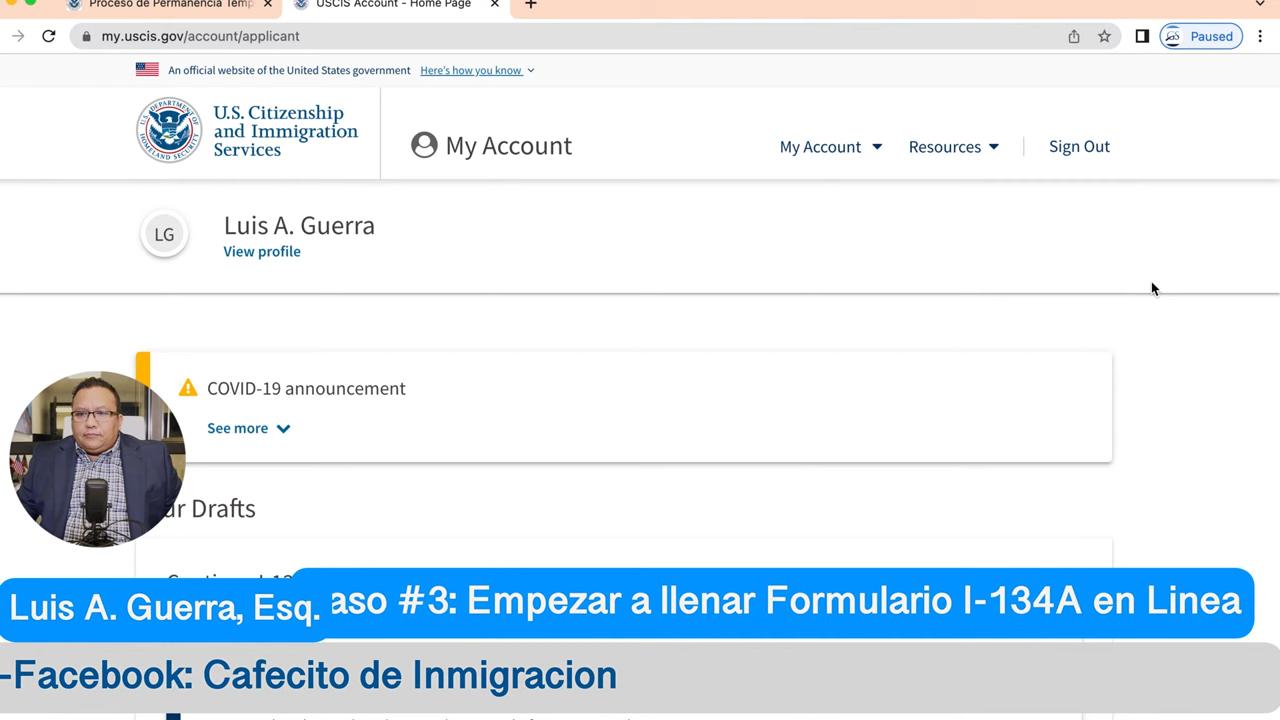 Proceso de Permanencia Temp
USCIS Account - Home Page
my.uscis.gov/account/applicant
Paused
An official website of the United States government
Here's how you know
U.S. Citizenship
and Immigration
Services
My Account
My Account
Resources
Sign Out
LG
Luis A. Guerra
View profile
COVID-19 announcement
See more
ur Drafts
Luis A. Guerra, Esq.
aso #3: Empezar a llenar Formulario I-134A en Linea
-Facebook: Cafecito de Inmigracion